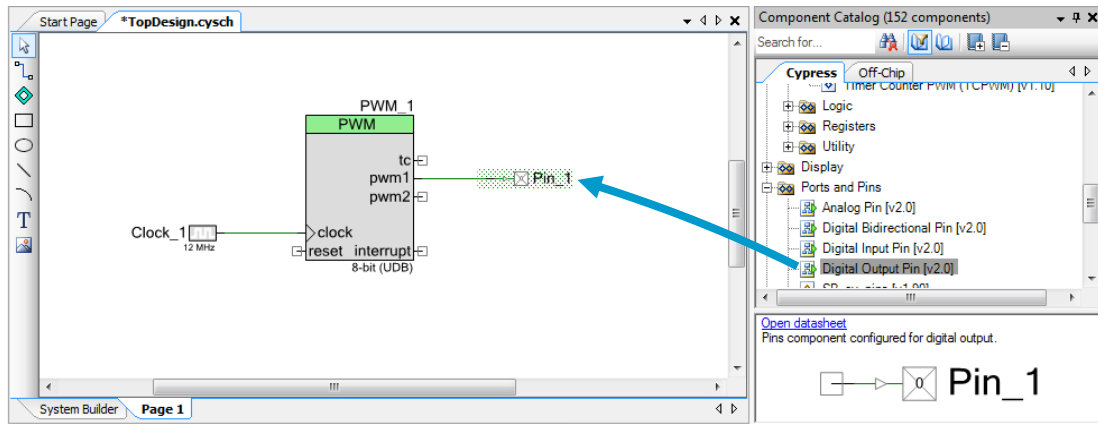 Start Page
*TopDesign.cysch
PWM_1
PWM
tc
pwm1
pwm2
Pin_1
Clock_1
12 MHz
clock
reset interrupt
8-bit (UDB)
T
System Builder
Page 1
Component Catalog (152 components)
Search for...
Cypress
Off-Chip
Timer Counter PWM (TCPWM) [v1.10]
Logic
Registers
Utility
Display
Ports and Pins
Analog Pin [v2.0]
Digital Bidirectional Pin [v2.0]
Digital Input Pin [v2.0]
Digital Output Pin [v2.0]
Open datasheet
Pins component configured for digital output.
0
Pin_1